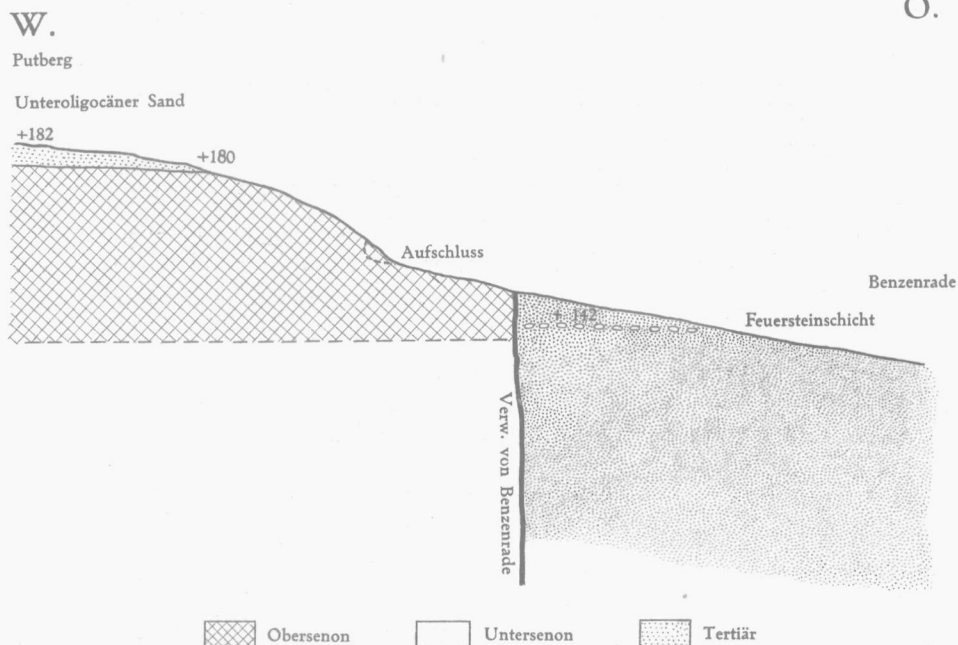 W.
O.
Putberg
Unteroligocäner Sand
+182
+180
Aufschluss
Benzenrade
+ 142
Feuersteinschicht
Verw. von Benzenrade
Obersenon
Untersenon
Tertiär